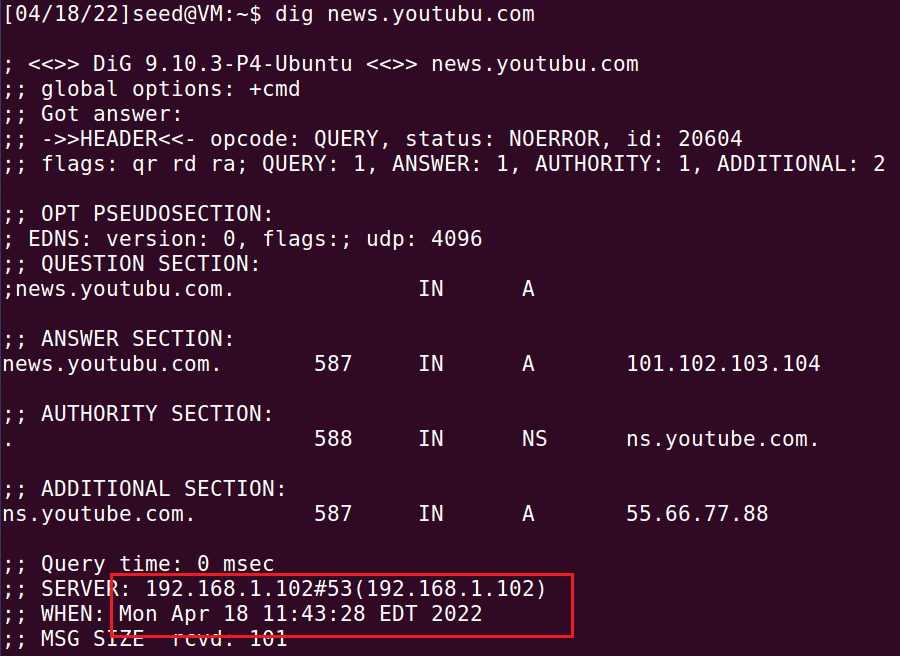 [04/18/22]seed@VM:~$ dig news.youtubu.com
; <<>> DiG 9.10.3-P4-Ubuntu <<>> news.youtubu.com
;; global options: +cmd
;; Got answer:
;; ->>HEADER<<- opcode: QUERY, status: NOERROR, id: 20604
;; flags: qr rd ra; QUERY: 1, ANSWER: 1, AUTHORITY: 1, ADDITIONAL: 2
;; OPT PSEUDOSECTION:
; EDNS: version: 0, flags:; udp: 4096
;; QUESTION SECTION:
;news.youtubu.com. IN A
;; ANSWER SECTION:
news.youtubu.com. 587 IN A 101.102.103.104
;; AUTHORITY SECTION:
. 588 IN NS ns.youtube.com.
;; ADDITIONAL SECTION:
ns.youtube.com. 587 IN A 55.66.77.88
;; Query time: 0 msec
;; SERVER: 192.168.1.102#53(192.168.1.102)
;; WHEN: Mon Apr 18 11:43:28 EDT 2022
;; MSG SIZE rcvd: 101